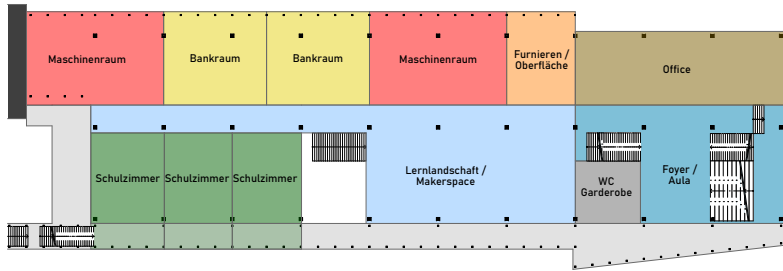 Maschinenraum
Bankraum
Bankraum
Maschinenraum
Furnieren /
Oberfläche
Office
Schulzimmer
Schulzimmer
Schulzimmer
Lernlandschaft /
Makerspace
WC
Garderobe
Foyer /
Aula